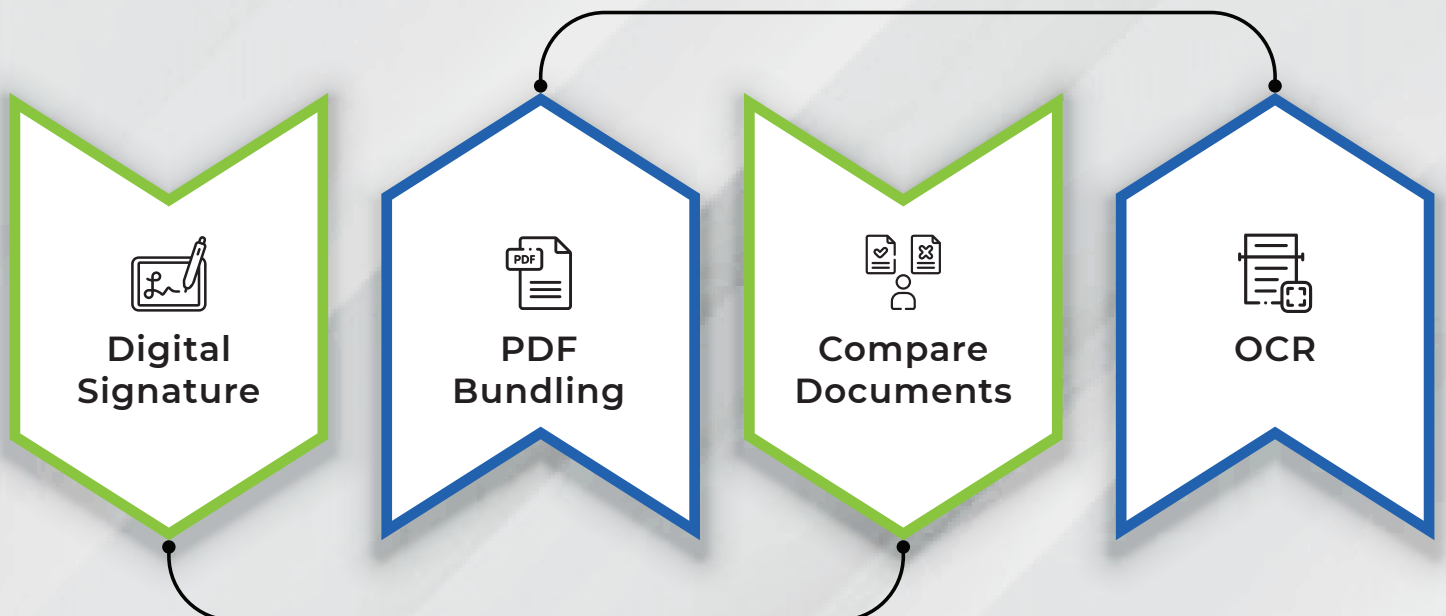 Digital
Signature
PDF
PDF
Bundling
Compare
Documents
OCR